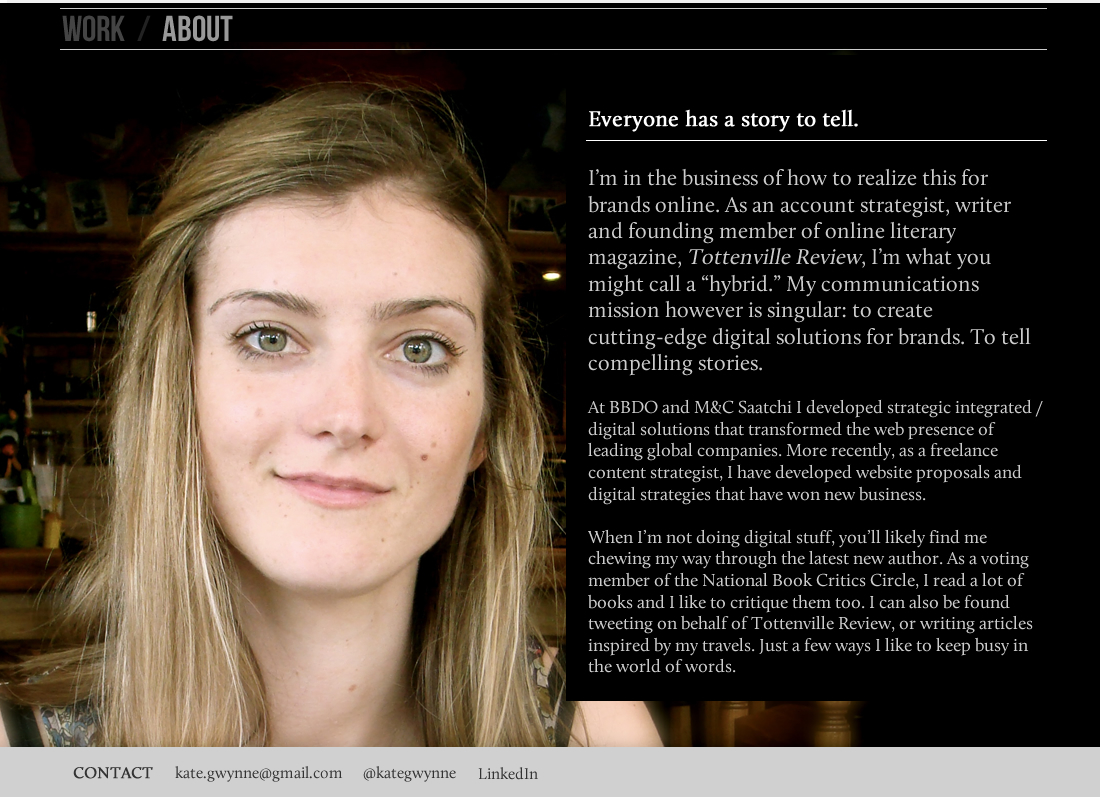 WORK / ABOUT
Everyone has a story to tell.
I’m in the business of how to realize this for
brands online. As an account strategist, writer
and founding member of online literary
magazine, Tottenville Review, I’m what you
might call a “hybrid.” My communications
mission however is singular: to create
cutting-edge digital solutions for brands. To tell
compelling stories.
At BBDO and M&C Saatchi I developed strategic integrated /
digital solutions that transformed the web presence of
leading global companies. More recently, as a freelance
content strategist, I have developed website proposals and
digital strategies that have won new business.
When I’m not doing digital stuff, you’ll likely find me
chewing my way through the latest new author. As a voting
member of the National Book Critics Circle, I read a lot of
books and I like to critique them too. I can also be found
tweeting on behalf of Tottenville Review, or writing articles
inspired by my travels. Just a few ways I like to keep busy in
the world of words.
CONTACT kate.gwynne@gmail.com @kategwynne LinkedIn